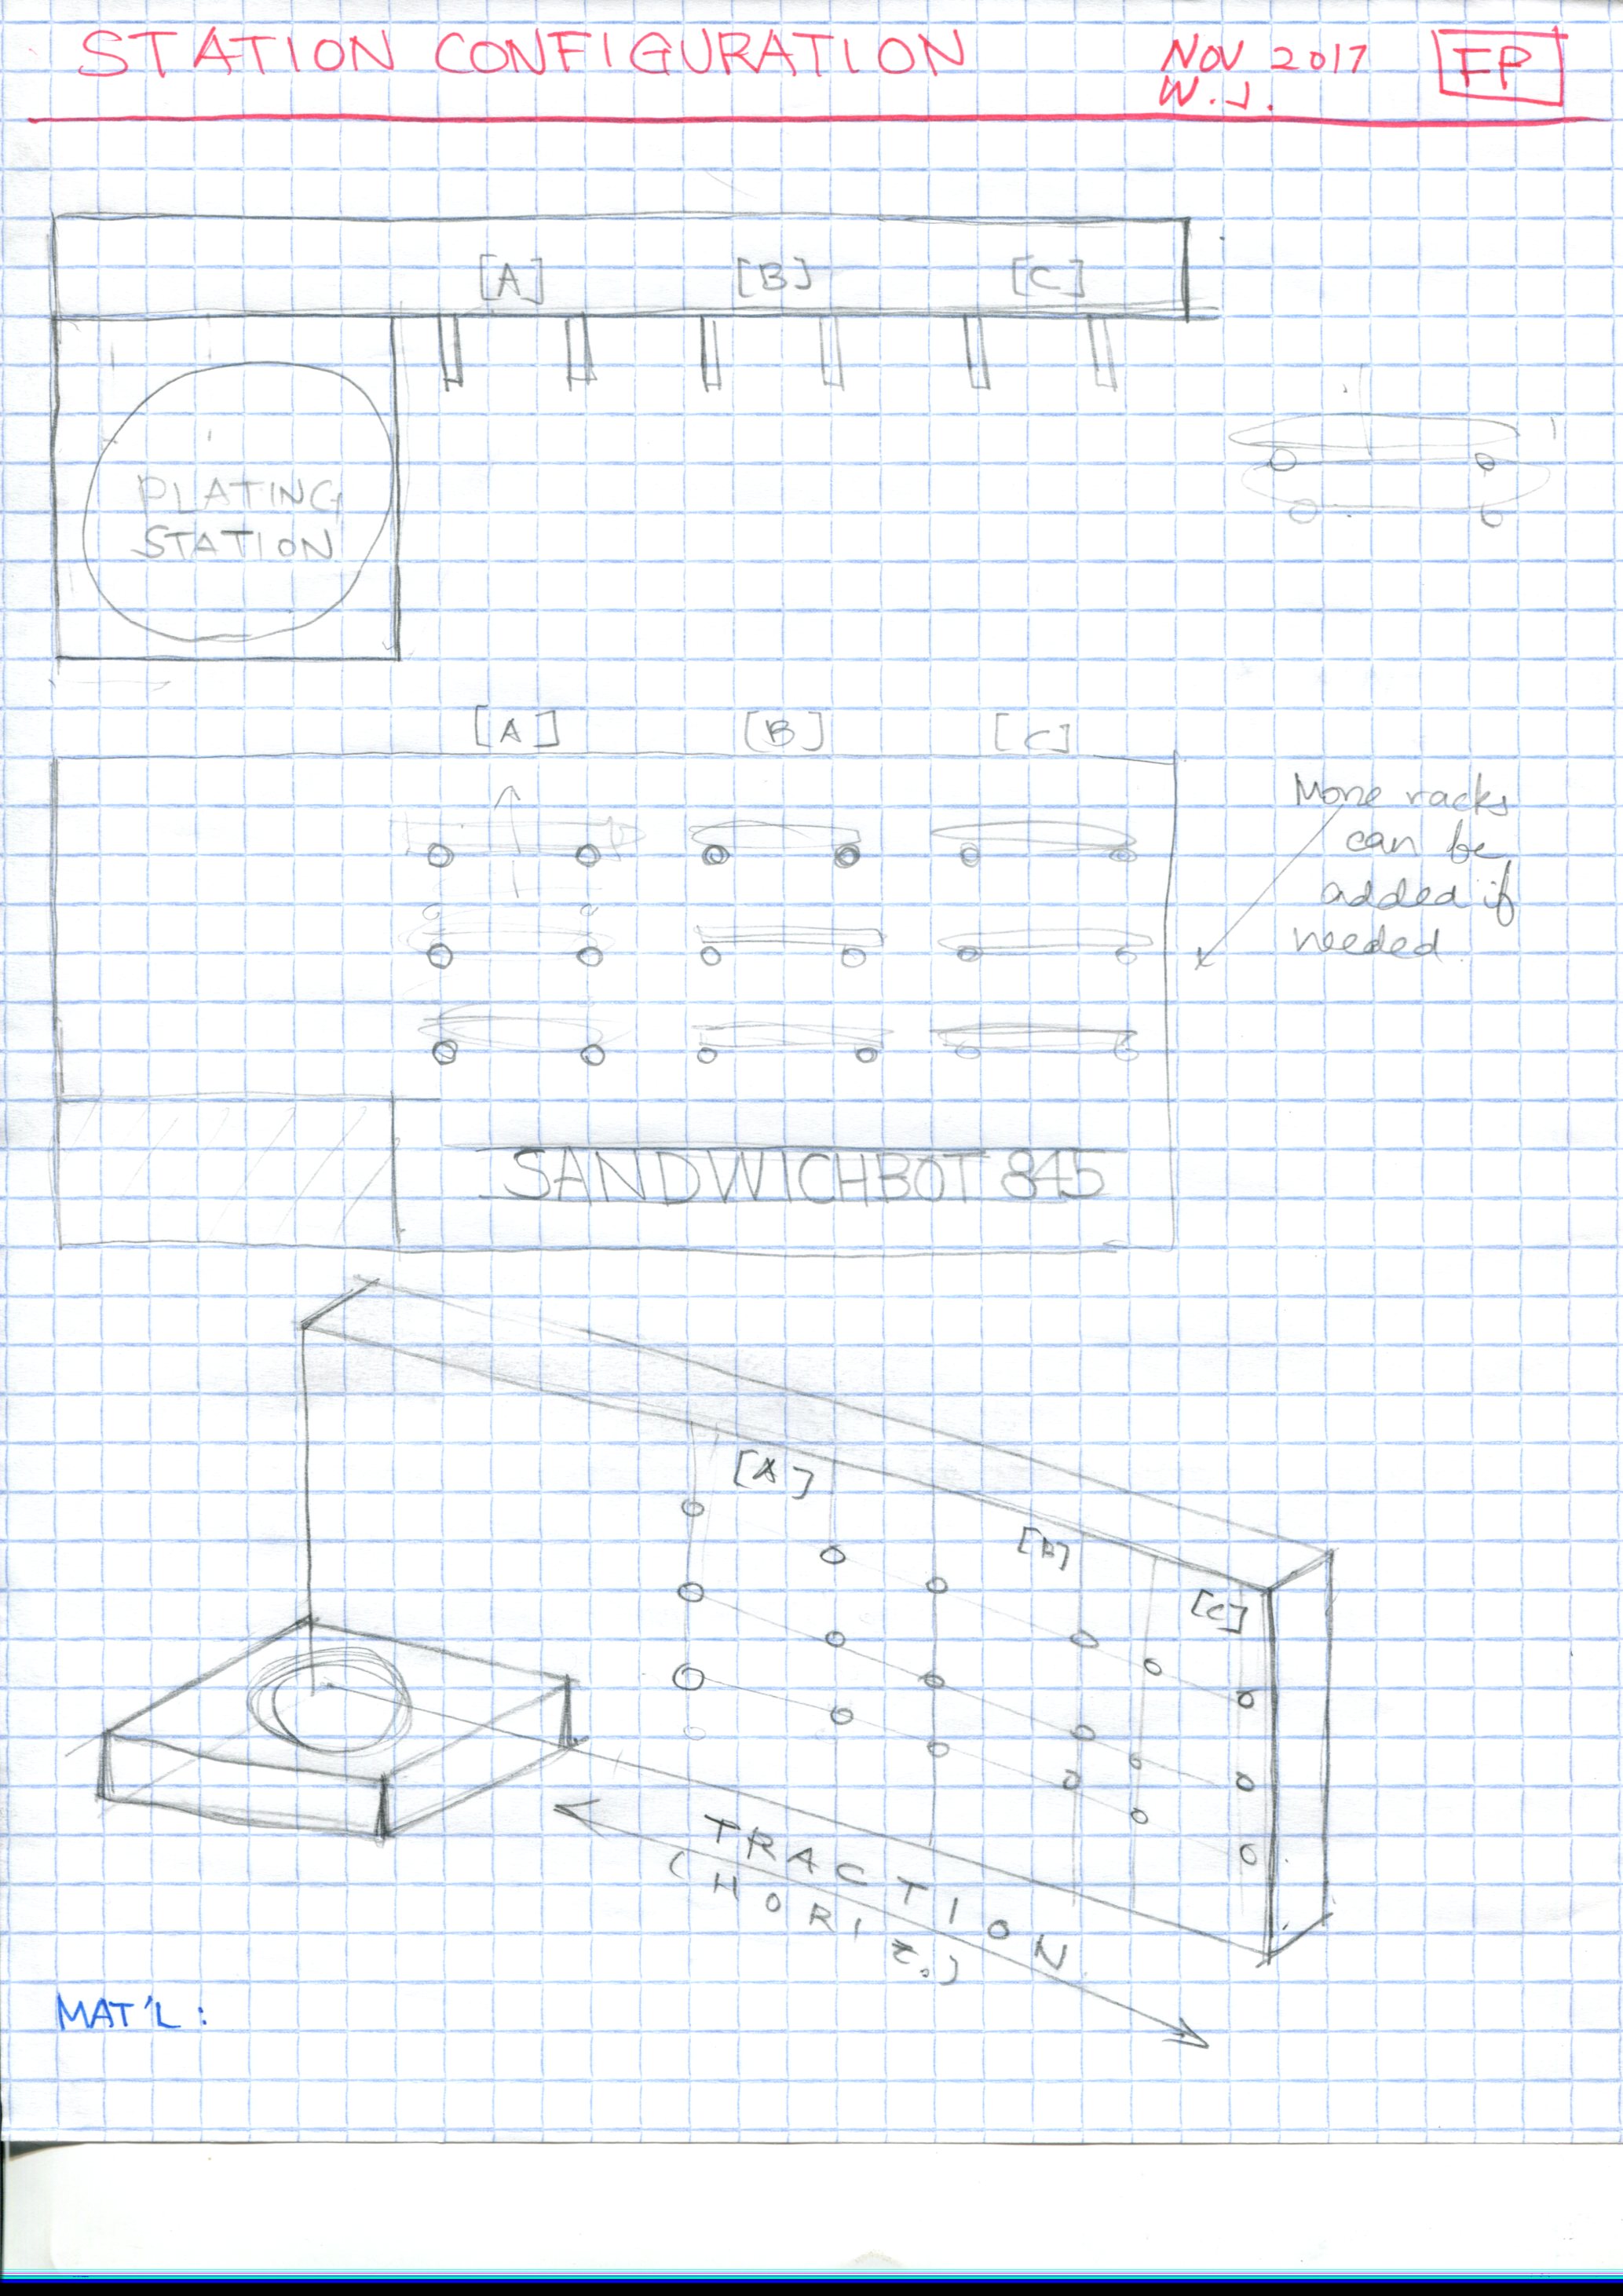 STATION CONFIGURATION
NOV 2017
W.J.
FP
[A] [B] [C]
PLATING
STATION
[A] [B] [C]
More racks
can be
added if
needed.
SANDWICHBOT 845
[A]
[B]
[C]
TRACTION
(HORIZ.)
MAT'L: